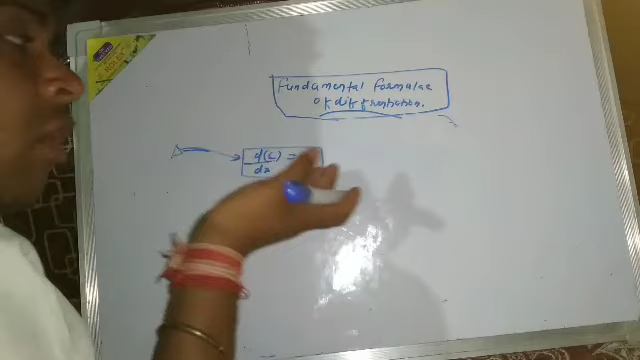 Fundamental formulae
of differentiation.
d(c) =
dx